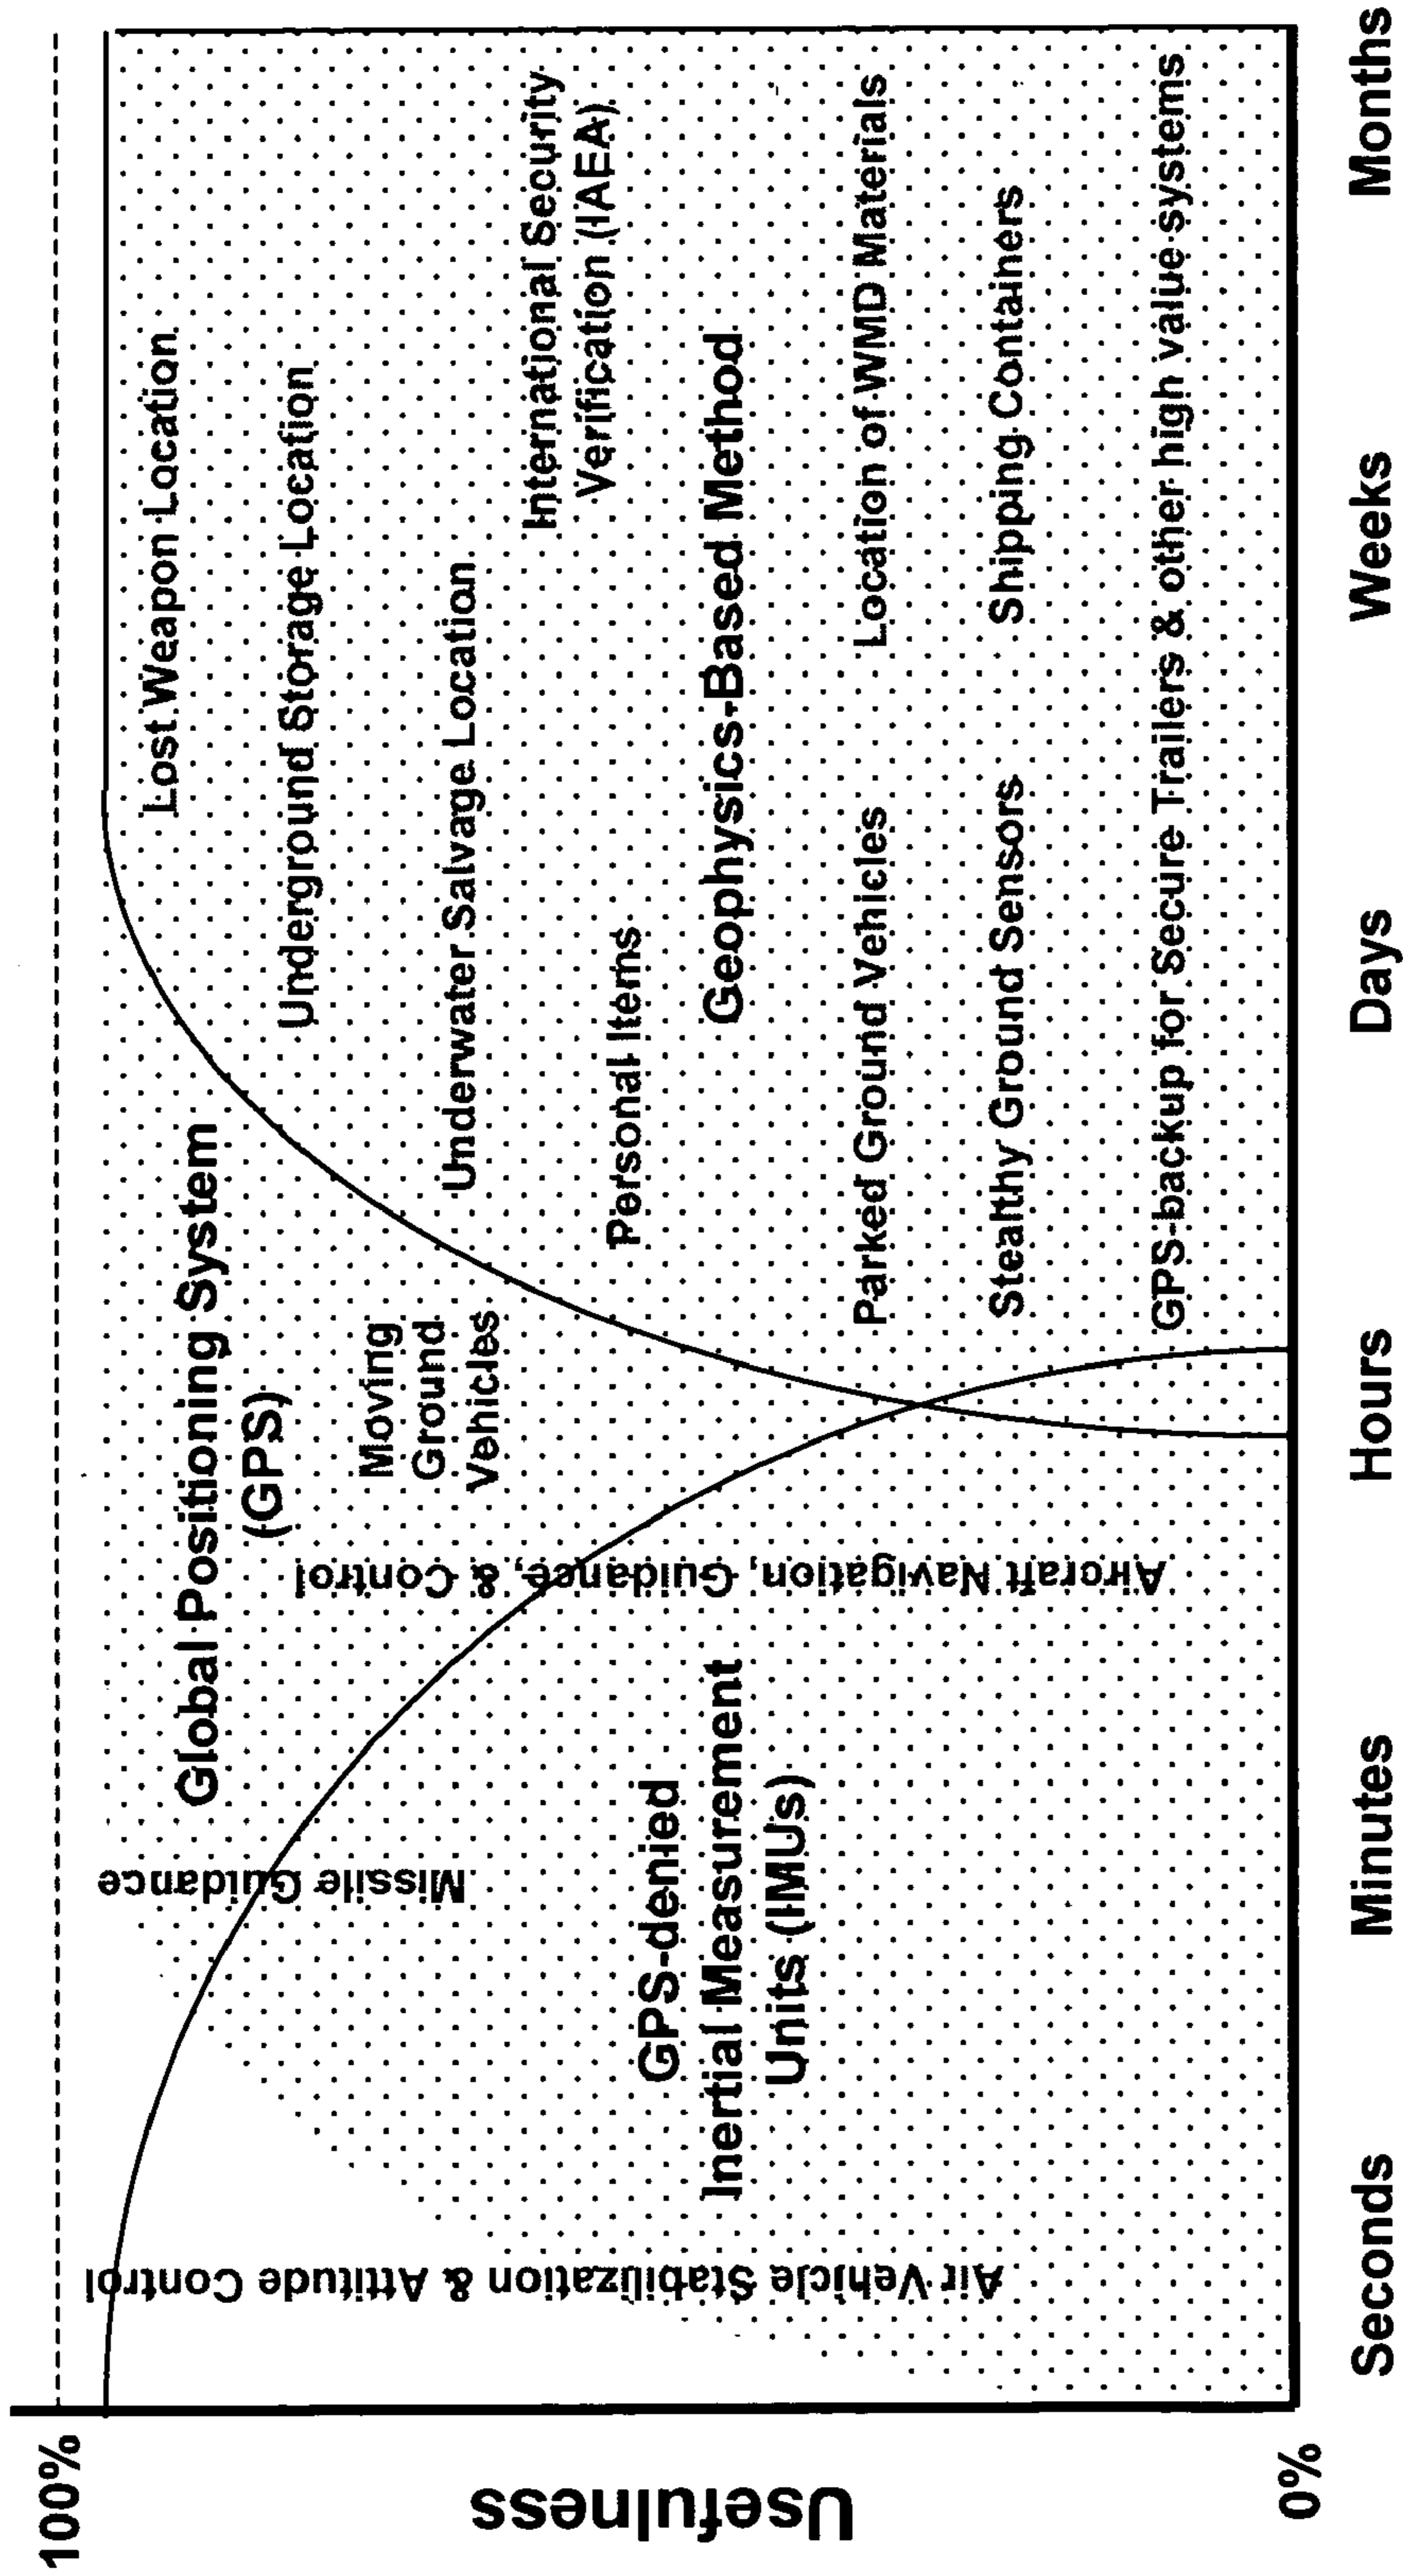 100%
Usefulness
0%
Air Vehicle Stabilization & Attitude Control
Missile Guidance
Global Positioning System
(GPS)
Moving
Ground
Vehicles
Aircraft Navigation, Guidance, & Control
GPS-denied
Inertial Measurement
Units (IMUs)
Lost Weapon Location
Underground Storage Location
Underwater Salvage Location
International Security
Verification (IAEA)
Personal Items
Geophysics-Based Method
Parked Ground Vehicles
Location of WMD Materials
Stealthy Ground Sensors
Shipping Containers
GPS-backup for Secure Trailers & other high value systems
Seconds
Minutes
Hours
Days
Weeks
Months